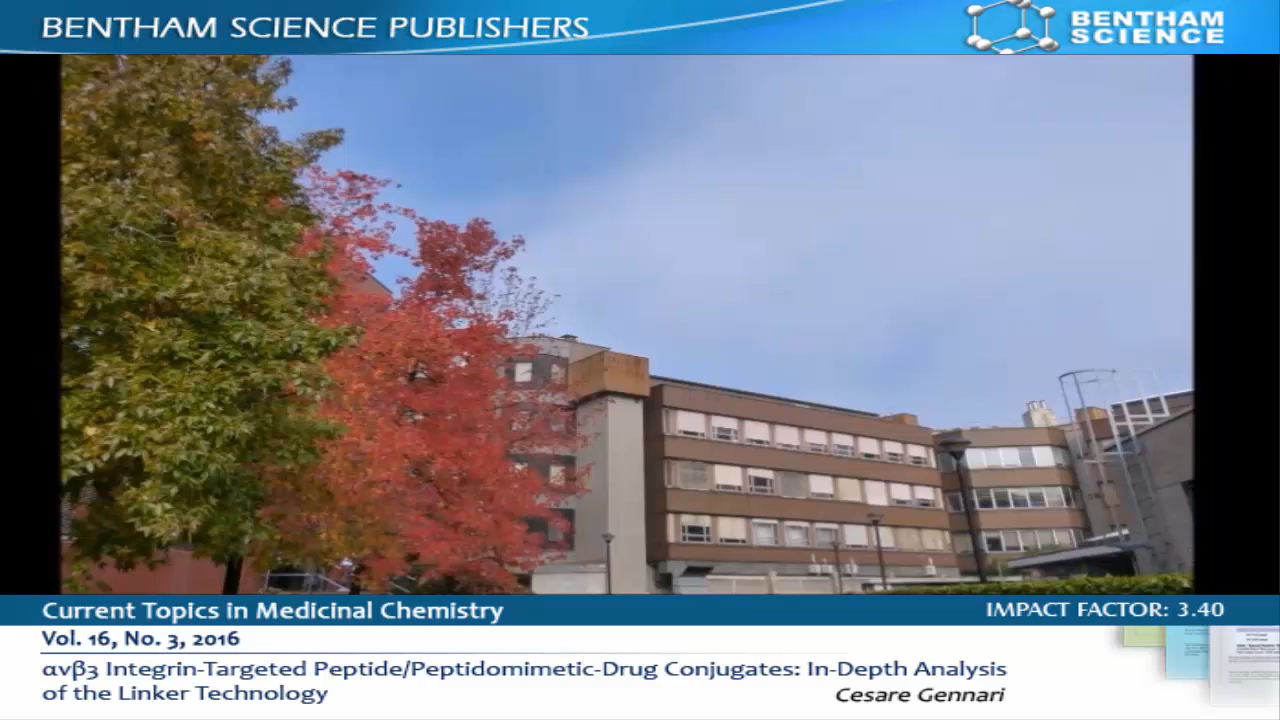 BENTHAM SCIENCE PUBLISHERS
BENTHAM
SCIENCE
Current Topics in Medicinal Chemistry
IMPACT FACTOR: 3.40
Vol. 16, No. 3, 2016
ανβ3 Integrin-Targeted Peptide/Peptidomimetic-Drug Conjugates: In-Depth Analysis
of the Linker Technology
Cesare Gennari